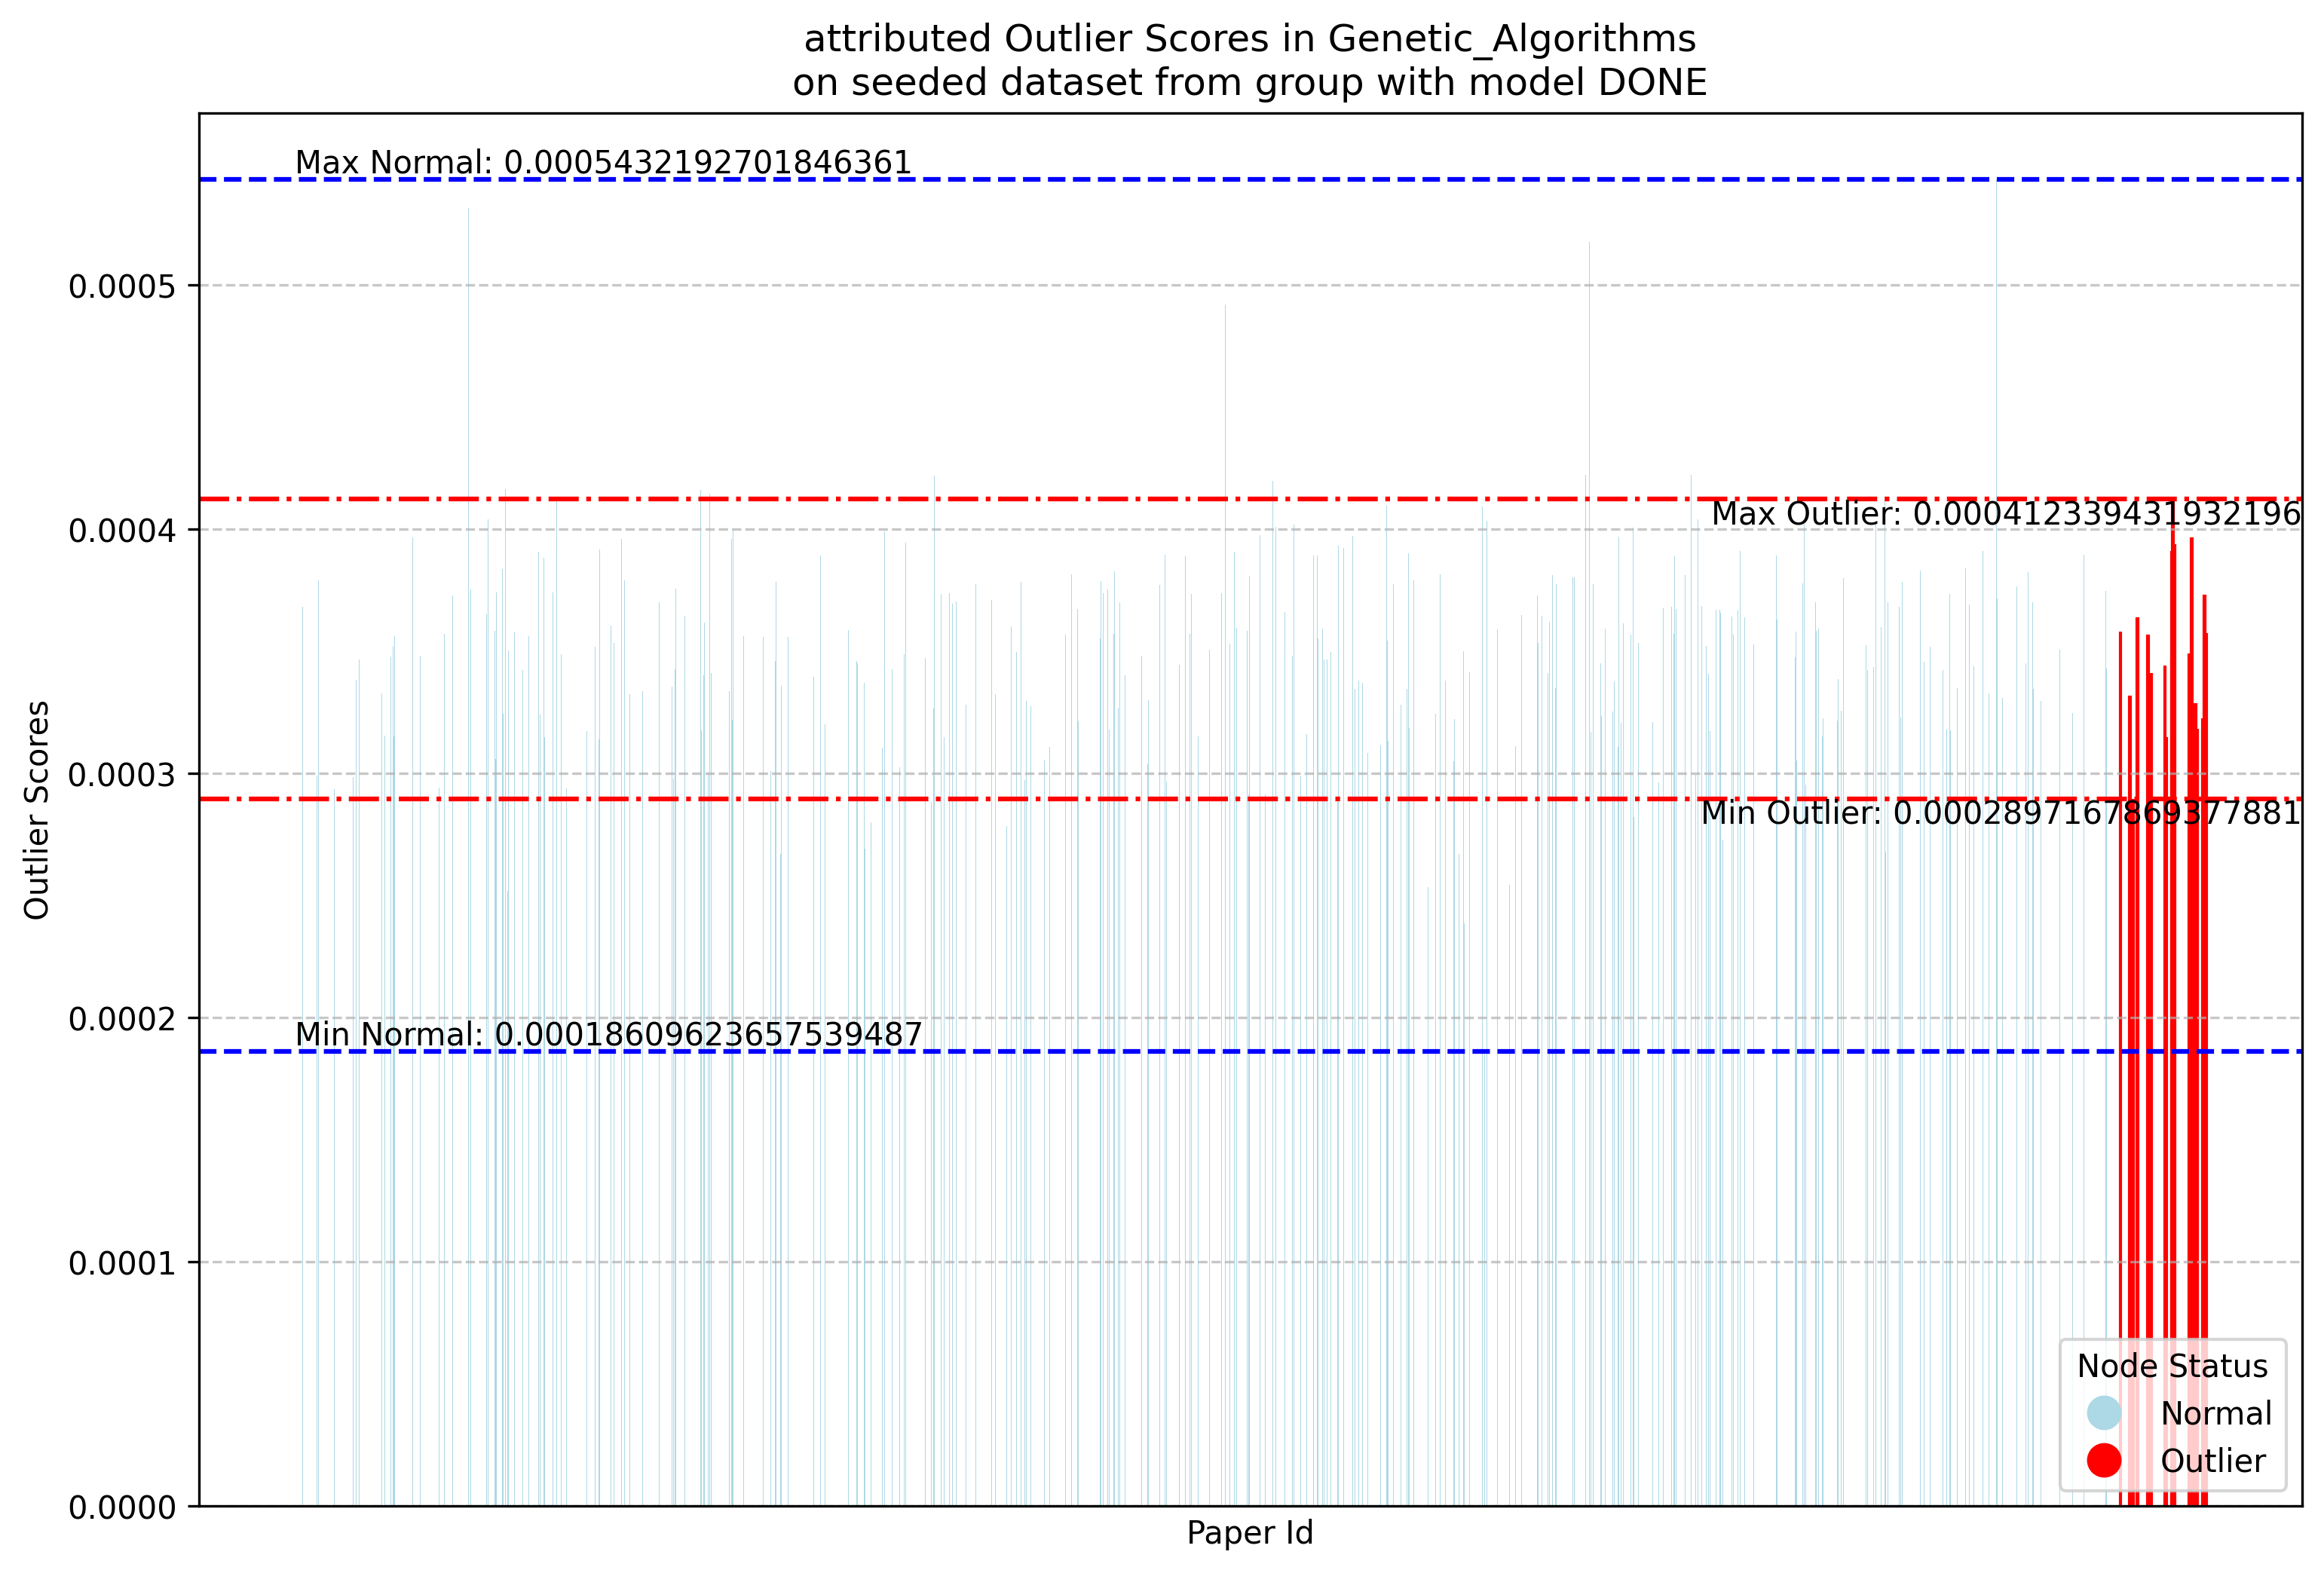 attributed Outlier Scores in Genetic_Algorithms
on seeded dataset from group with model DONE
Max Normal: 0.0005432192701846361
0.0005
Max Outlier: 0.000412339431932196
0.0004
0.0003
Min Outlier: 0.0002897167869377881
Outlier Scores
0.0002
Min Normal: 0.00018609623657539487
0.0001
Node Status
Normal
Outlier
0.0000
Paper Id